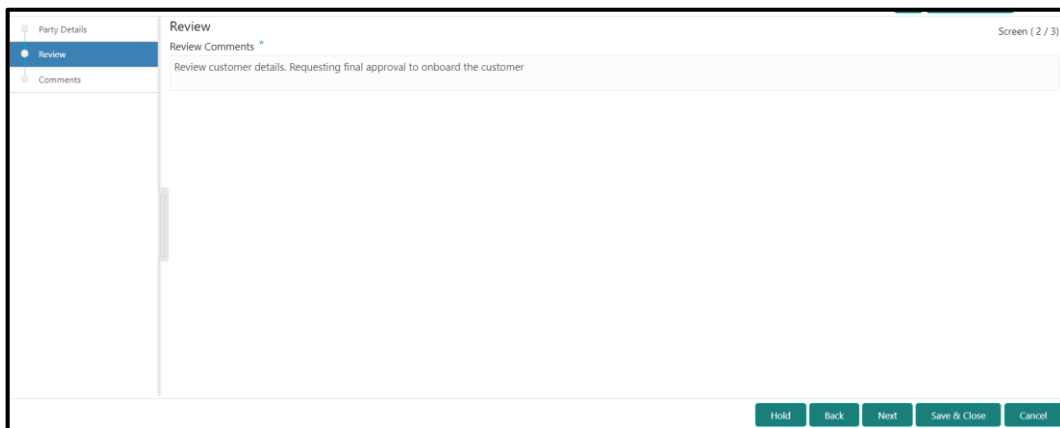 Party Details
Review
Comments
Review
Screen ( 2 / 3)
Review Comments *
Review customer details. Requesting final approval to onboard the customer
Hold Back Next Save & Close Cancel